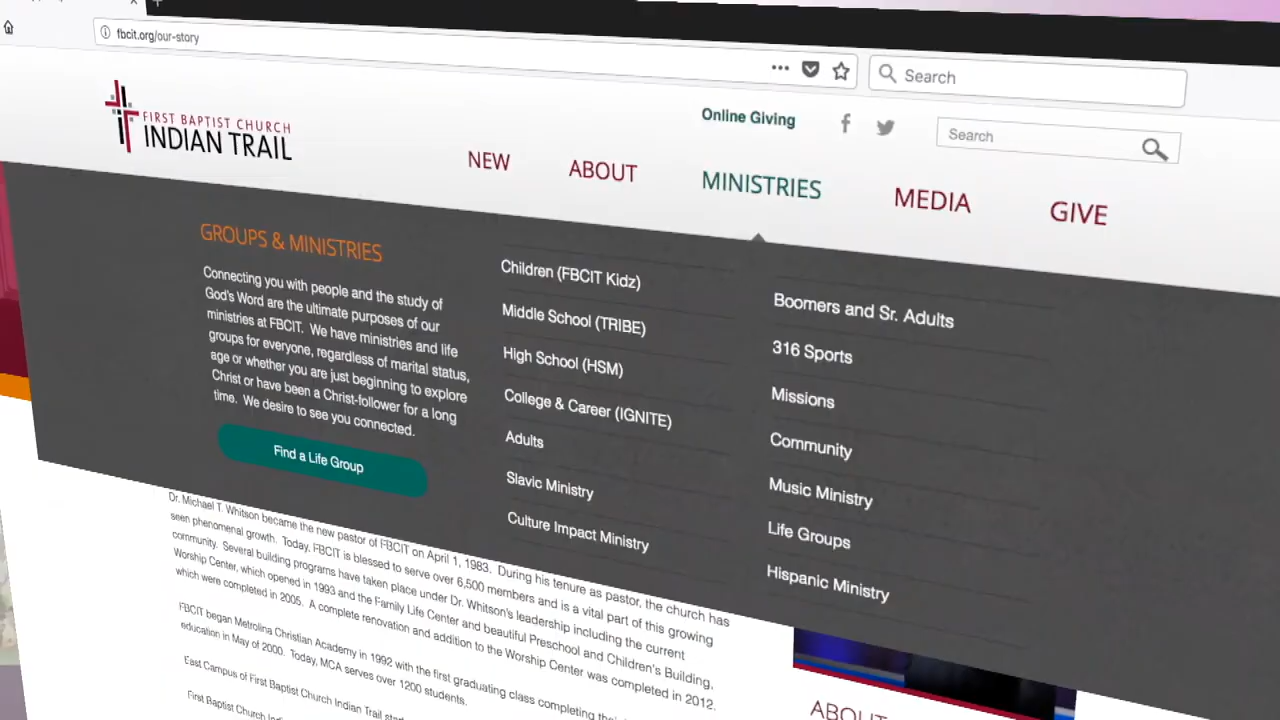 fbcit.org/our-story
Search
FIRST BAPTIST CHURCH
INDIAN TRAIL
Online Giving
Search
NEW
ABOUT
MINISTRIES
MEDIA
GIVE
GROUPS & MINISTRIES
Connecting you with people and the study of
God's Word are the ultimate purposes of our
ministries at FBCIT. We have ministries and life
groups for everyone, regardless of marital status,
age or whether you are just beginning to explore
Christ or have been a Christ-follower for a long
time. We desire to see you connected.
Find a Life Group
Children (FBCIT Kidz)
Middle School (TRIBE)
High School (HSM)
College & Career (IGNITE)
Adults
Slavic Ministry
Culture Impact Ministry
Boomers and Sr. Adults
316 Sports
Missions
Community
Music Ministry
Life Groups
Hispanic Ministry
Dr. Michael T. Whitson became the new pastor of FBCIT on April 1, 1983. During his tenure as pastor, the church has
seen phenomenal growth. Today, FBCIT is blessed to serve over 6,500 members and is a vital part of this growing
community. Several building programs have taken place under Dr. Whitson's leadership including the current
Worship Center, which opened in 1993 and the Family Life Center and beautiful Preschool and Children's Building,
which were completed in 2005. A complete renovation and addition to the Worship Center was completed in 2012.
FBCIT began Metrolina Christian Academy in 1992 with the first graduating class completing their
education in May of 2000. Today, MCA serves over 1200 students.
East Campus of First Baptist Church Indian Trail
First Baptist Church
ABOUT